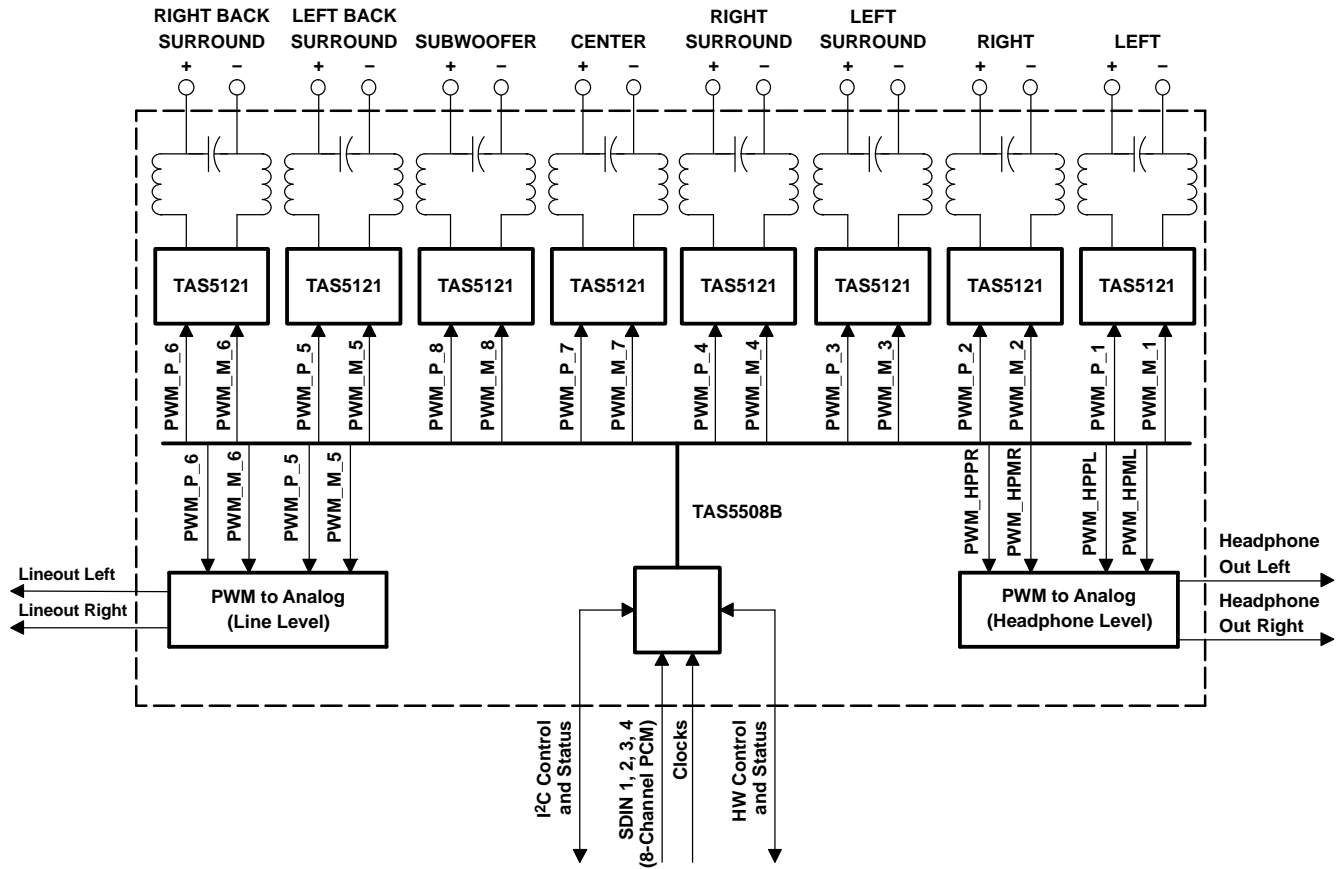 RIGHT BACK
SURROUND
LEFT BACK
SURROUND
SUBWOOFER
CENTER
RIGHT
SURROUND
LEFT
SURROUND
RIGHT
LEFT
+ − + − + − + − + − + − + − + −
TAS5121
TAS5121
TAS5121
TAS5121
TAS5121
TAS5121
TAS5121
TAS5121
PWM_P_6
PWM_M_6
PWM_P_5
PWM_M_5
PWM_P_8
PWM_M_8
PWM_P_7
PWM_M_7
PWM_P_4
PWM_M_4
PWM_P_3
PWM_M_3
PWM_P_2
PWM_M_2
PWM_P_1
PWM_M_1
PWM_P_6
PWM_M_6
PWM_P_5
PWM_M_5
TAS5508B
PWM_HPPR
PWM_HPMR
PWM_HPPL
PWM_HPML
Lineout Left
Lineout Right
PWM to Analog
(Line Level)
PWM to Analog
(Headphone Level)
Headphone
Out Left
Headphone
Out Right
I²C Control
and Status
SDIN 1, 2, 3, 4
(8-Channel PCM)
Clocks
HW Control
and Status